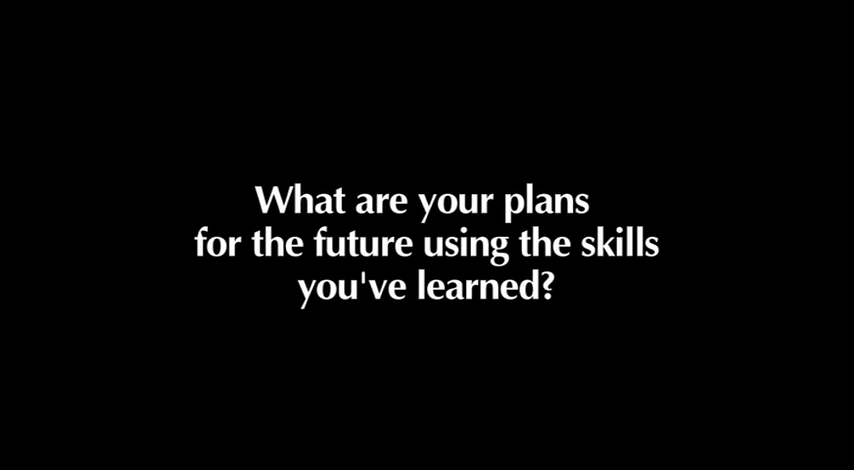 What are your plans
for the future using the skills
you've learned?